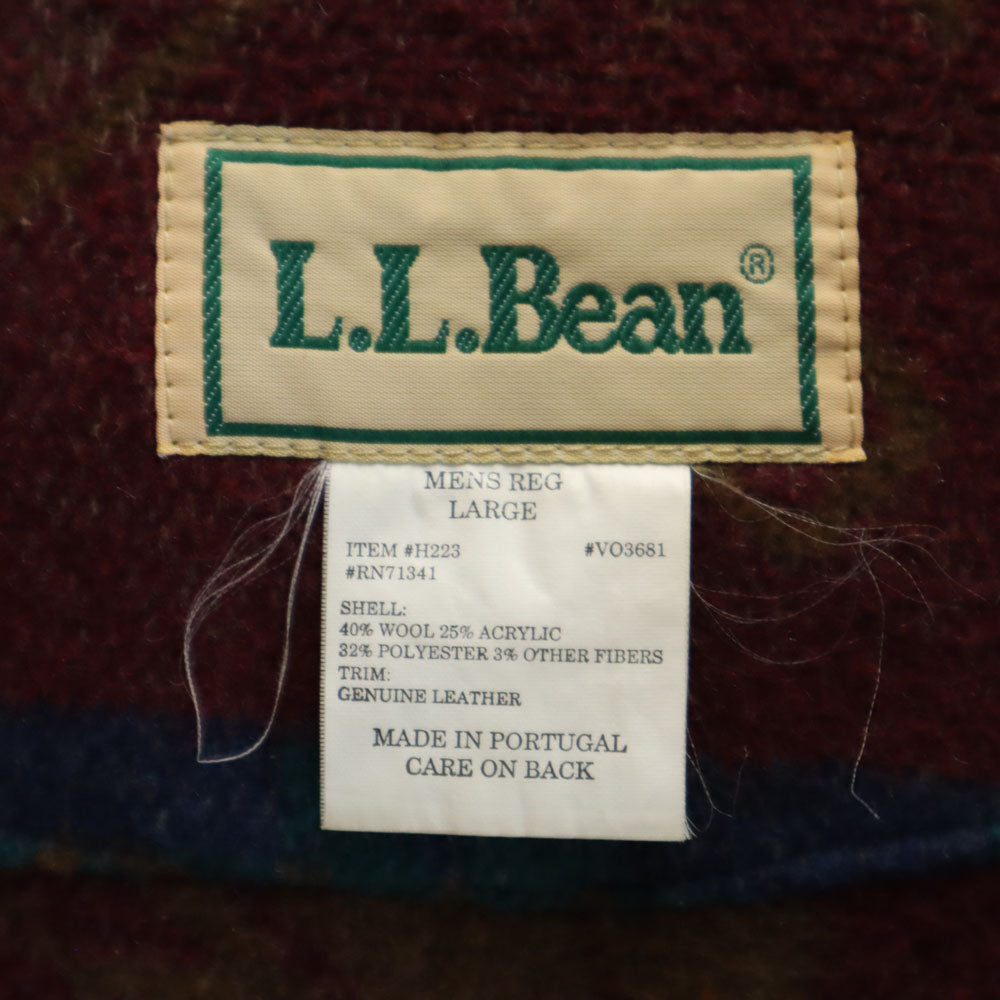 L.L.Bean®
MENS REG
LARGE
ITEM #H223 #VO3681
#RN71341
SHELL:
40% WOOL 25% ACRYLIC
32% POLYESTER 3% OTHER FIBERS
TRIM:
GENUINE LEATHER
MADE IN PORTUGAL
CARE ON BACK